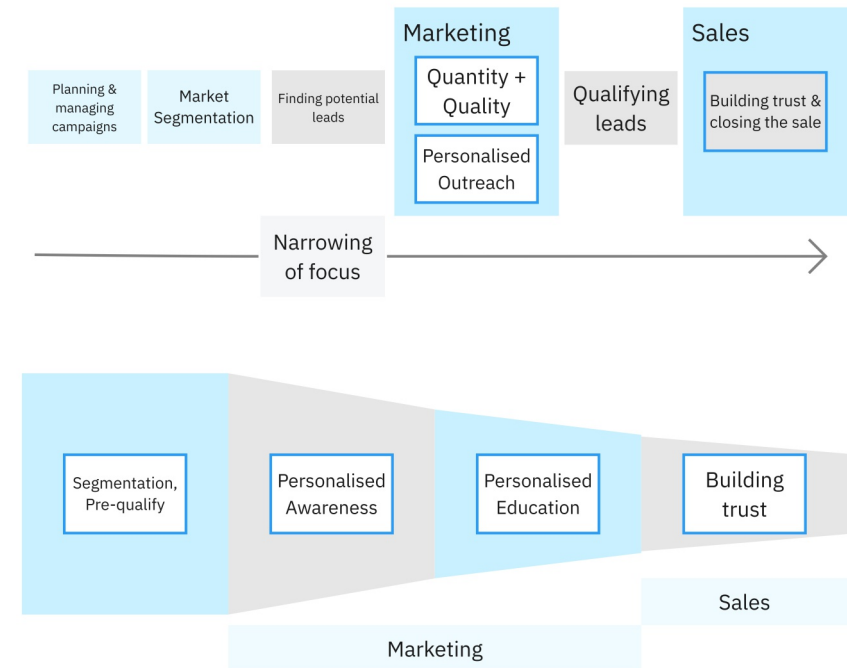 Planning &
managing
campaigns
Market
Segmentation
Finding potential
leads
Marketing
Quantity +
Quality
Personalised
Outreach
Qualifying
leads
Sales
Building trust &
closing the sale
Narrowing
of focus
Segmentation,
Pre-qualify
Personalised
Awareness
Personalised
Education
Building
trust
Sales
Marketing